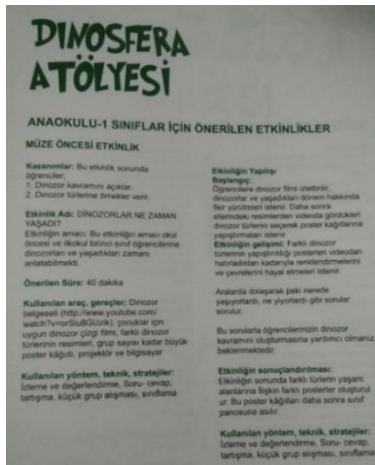 DINOSFERA
ATÖLYESİ
ANAOKULU-1 SINIFLAR İÇİN ÖNERİLEN ETKİNLİKLER
MÜZE ÖNCESİ ETKİNLİK
Kazanımlar: Bu etkinlik sonunda
öğrenciler;
1. Dinozor kavramını açıklar.
2. Dinozor türlerine örnekler verir.
Etkinlik Adı: DİNOZORLAR NE ZAMAN
YAŞADI?
Etkinliğin amacı: Bu etkinliğin amacı okul
öncesi ve ilkokul birinci sınıf öğrencilerine
dinozorları ve yaşadıkları zamanı
anlatabilmekti.
Önerilen Süre: 40 dakika
Kullanılan araç, gereçler: Dinozor
belgeseli (http://www.youtube.com/
çocuklar için
uygun dinozor çizgi filmi, farklı dinozor
türlerinin resimleri, grup sayısı kadar büyük
poster kâğıdı, projektör ve bilgisayar
Kullanılan yöntem, teknik, stratejiler:
İzleme ve değerlendirme, Soru- cevap,
tartışma, küçük grup alışması, sınıflama
Etkinliğin Yapılışı
Başlangıç:
Öğrencilere dinozor filmi izlettirilir,
dinozorlar ve yaşadıkları dönem hakkında
fikir yürütmleri istenir. Daha sonra
ellerindeki resimlerden videoda gördükleri
dinozor türlerini seçerek poster kağıtlarına
yapıştırmaları istenir.
Etkinliğin gelişimi: Farklı dinozor
türlerinin yapıştırıldığı posterleri videodan
hatırladıkları kadarıyla renklendirmelerini
ve çevrelerini hayal etmeleri istenir.
Aralarda dolaşarak peki nerede
yaşıyorlardı, ne yiyorlardı gibi sorular
sorulur.
Bu sorularla öğrencilerinizin dinozor
kavramını oluşturmasına yardımcı olmanız
beklenmektedir.
Etkinliğin sonuçlandırılması:
Etkinliğin sonunda farklı türlerin yaşam
alanlarına ilişkin farklı posterler oluşturul
ur. Bu poster kâğıtları daha sonra sınıf
panosuna asılır.
Kullanılan yöntem, teknik, stratejiler:
İzleme ve değerlendirme, Soru- cevap,
tartışma, küçük grup alışması, sınıflama